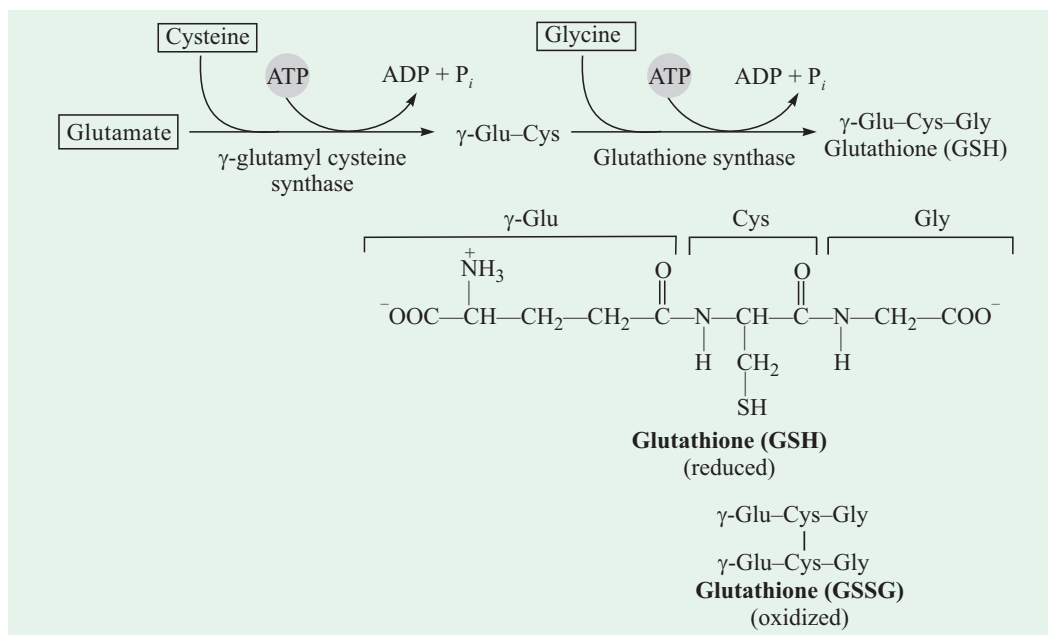 Cysteine
ATP
ADP + Pi
Glycine
ATP
ADP + Pi
Glutamate
γ-Glu–Cys
γ-Glu–Cys–Gly
Glutathione (GSH)
γ-glutamyl cysteine
synthase
Glutathione synthase
γ-Glu
Cys
Gly
+
NH3
O
O
−OOC—CH—CH2—CH2—C—N—CH—C—N—CH2—COO−
H
CH2
H
SH
Glutathione (GSH)
(reduced)
γ-Glu–Cys–Gly
γ-Glu–Cys–Gly
Glutathione (GSSG)
(oxidized)